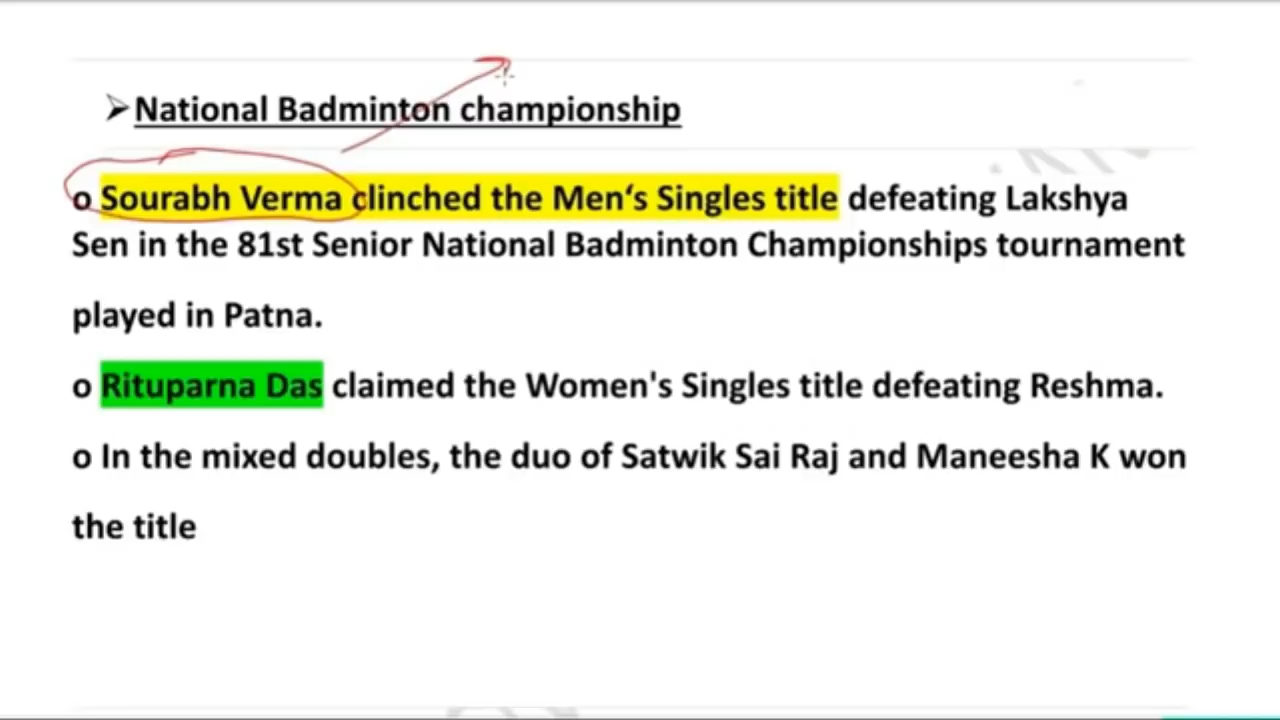 ➢National Badminton championship
o Sourabh Verma clinched the Men‘s Singles title defeating Lakshya
Sen in the 81st Senior National Badminton Championships tournament
played in Patna.
o Rituparna Das claimed the Women's Singles title defeating Reshma.
o In the mixed doubles, the duo of Satwik Sai Raj and Maneesha K won
the title